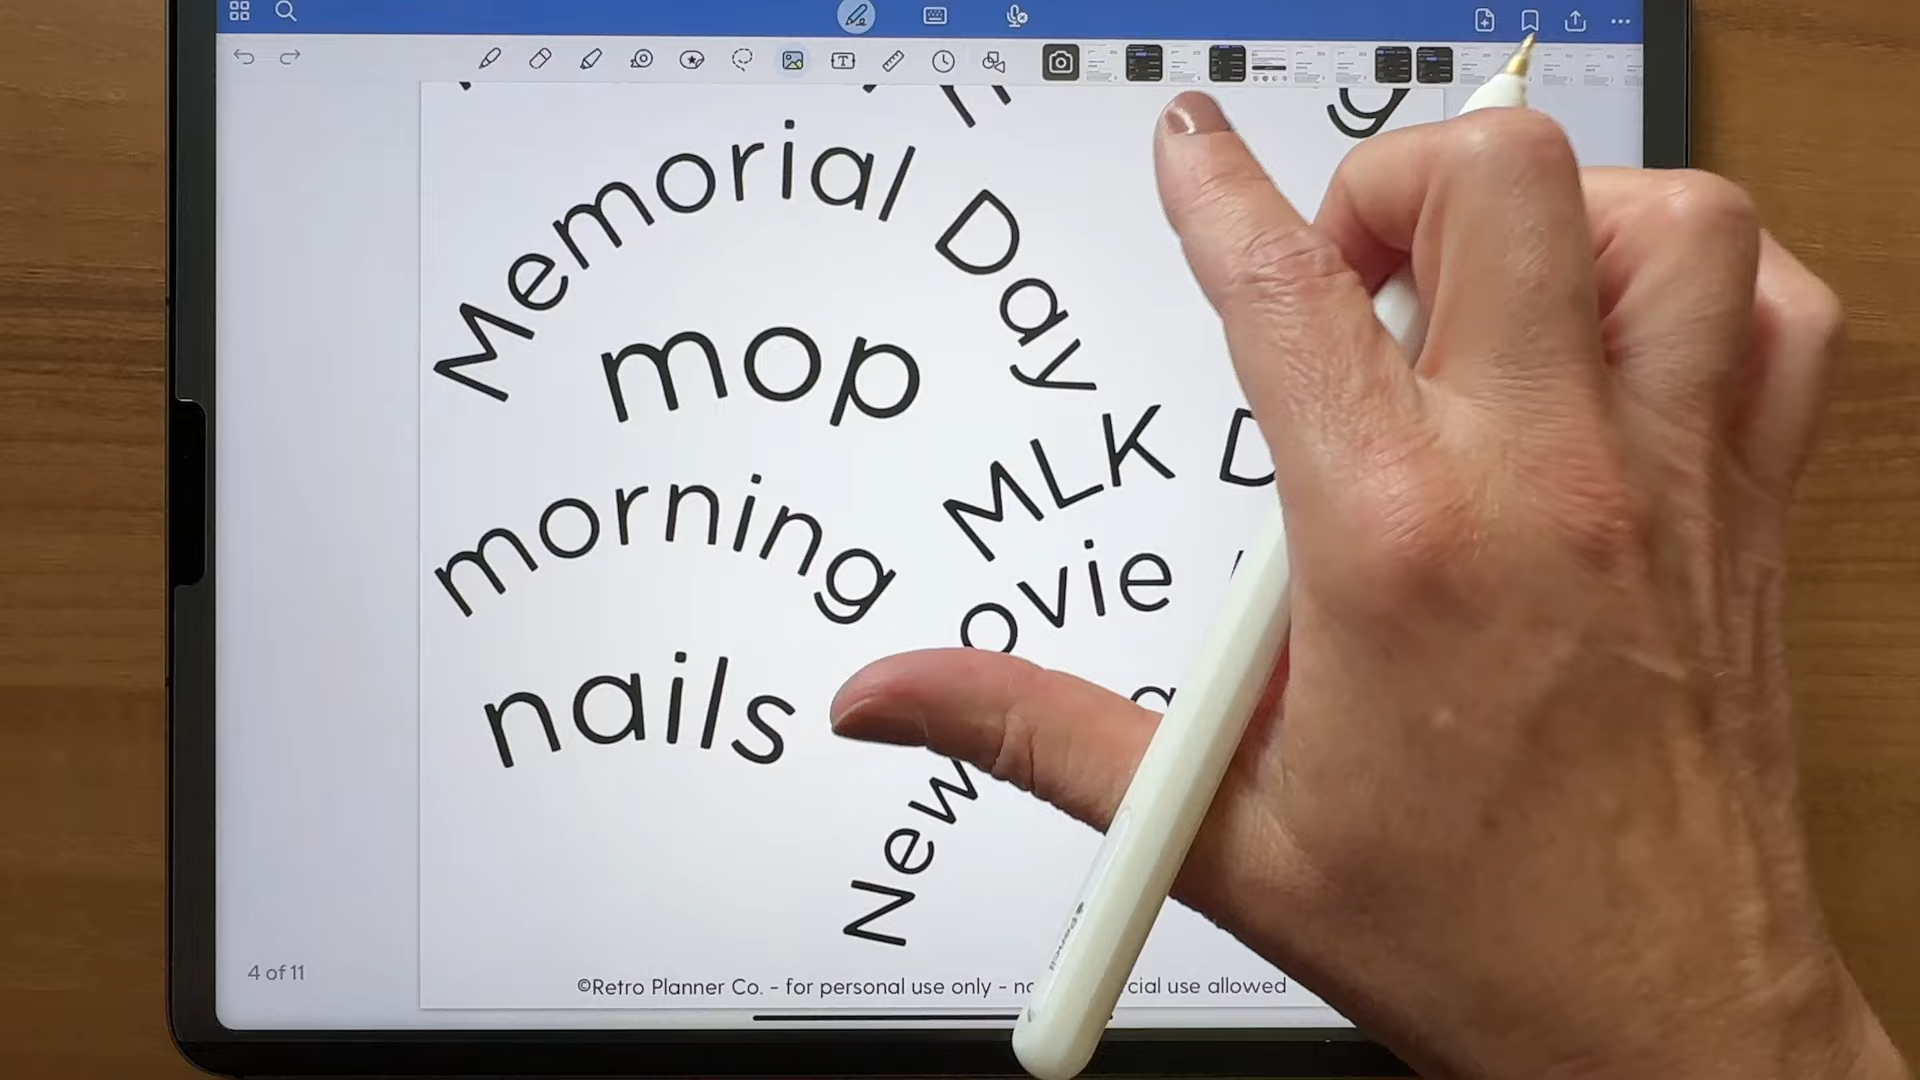 Memorial Day
mop
MLK D
morning
ovie
nails
New
4 of 11
©Retro Planner Co. - for personal use only - no cial use allowed
Pencil